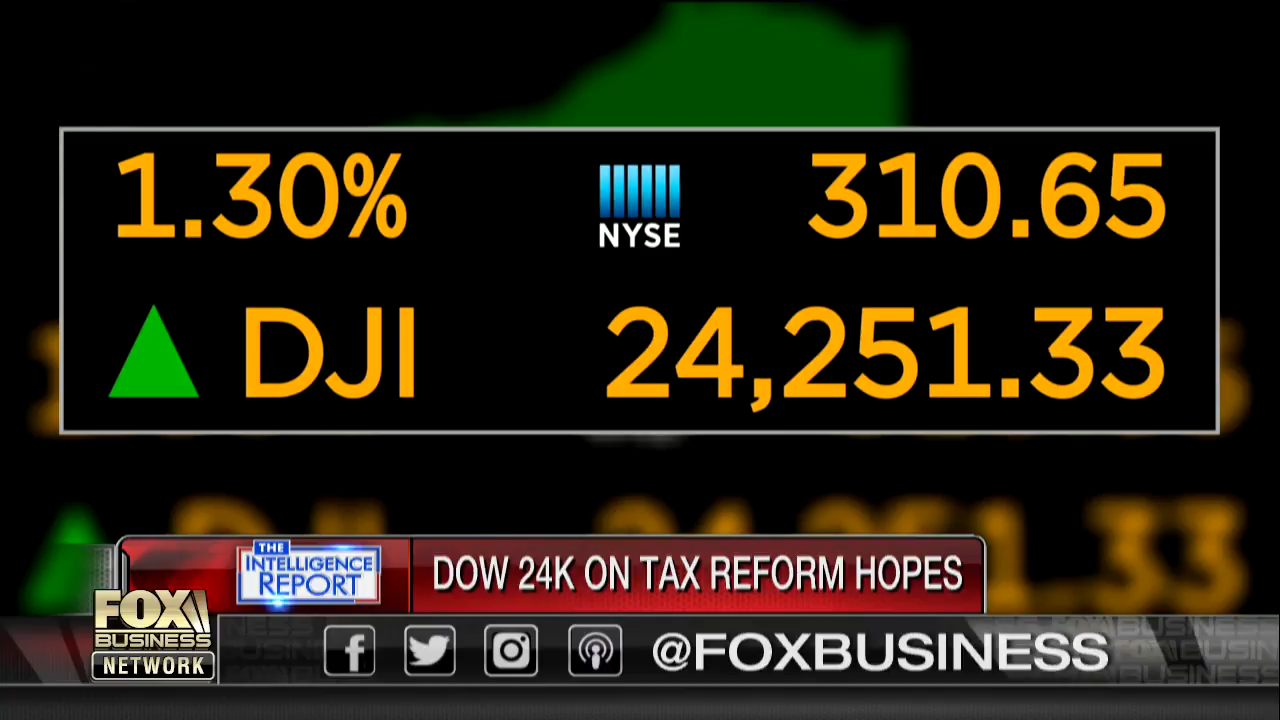 1.30%
NYSE
310.65
DJI
24,251.33
THE
INTELLIGENCE
REPORT
DOW 24K ON TAX REFORM HOPES
FOX
BUSINESS
NETWORK
@FOXBUSINESS